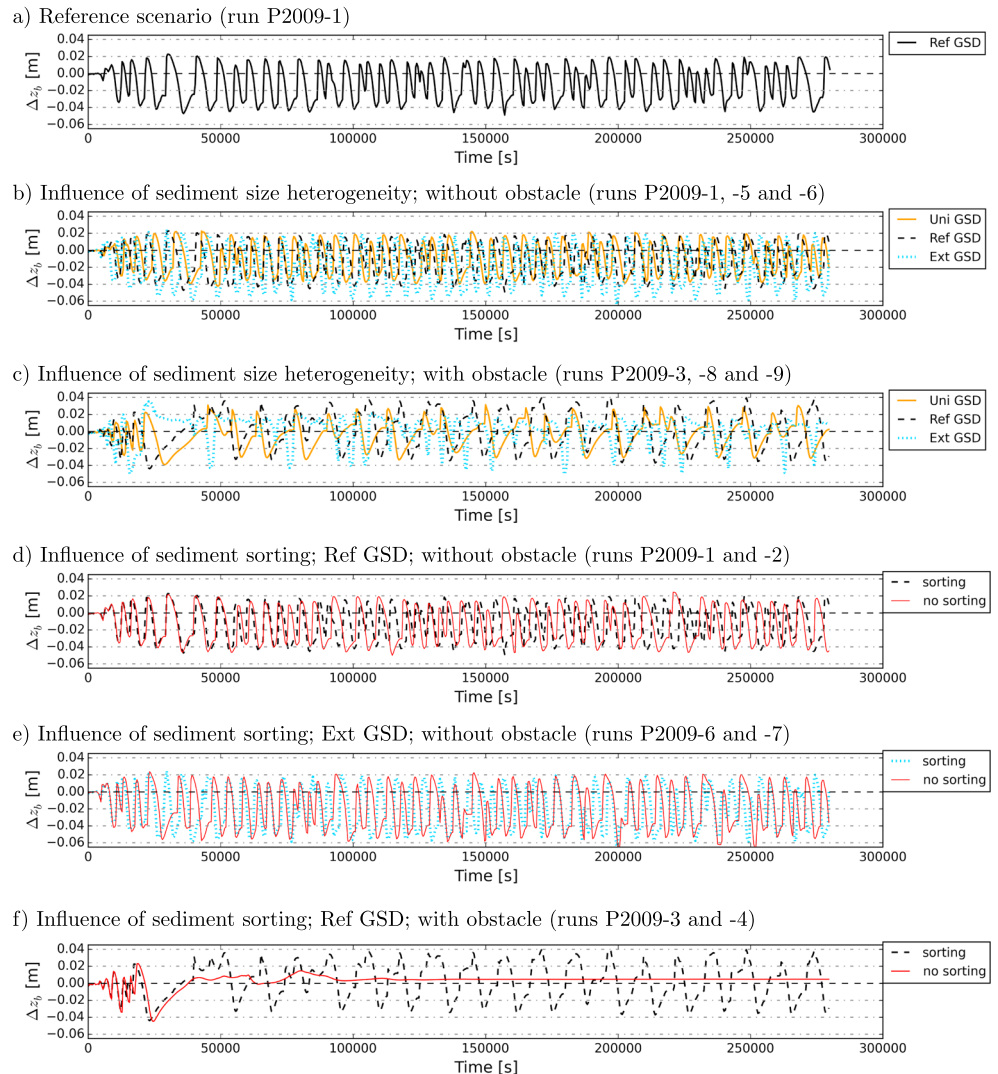 a) Reference scenario (run P2009-1)
0.04
0.02
0.00
−0.02
−0.04
−0.06
Δz_b [m]
0 50000 100000 150000 200000 250000 300000
Time [s]
Ref GSD
b) Influence of sediment size heterogeneity; without obstacle (runs P2009-1, -5 and -6)
0.04
0.02
0.00
−0.02
−0.04
−0.06
Δz_b [m]
0 50000 100000 150000 200000 250000 300000
Time [s]
Uni GSD
Ref GSD
Ext GSD
c) Influence of sediment size heterogeneity; with obstacle (runs P2009-3, -8 and -9)
0.04
0.02
0.00
−0.02
−0.04
−0.06
Δz_b [m]
0 50000 100000 150000 200000 250000 300000
Time [s]
Uni GSD
Ref GSD
Ext GSD
d) Influence of sediment sorting; Ref GSD; without obstacle (runs P2009-1 and -2)
0.04
0.02
0.00
−0.02
−0.04
−0.06
Δz_b [m]
0 50000 100000 150000 200000 250000 300000
Time [s]
sorting
no sorting
e) Influence of sediment sorting; Ext GSD; without obstacle (runs P2009-6 and -7)
0.04
0.02
0.00
−0.02
−0.04
−0.06
Δz_b [m]
0 50000 100000 150000 200000 250000 300000
Time [s]
sorting
no sorting
f) Influence of sediment sorting; Ref GSD; with obstacle (runs P2009-3 and -4)
0.04
0.02
0.00
−0.02
−0.04
−0.06
Δz_b [m]
0 50000 100000 150000 200000 250000 300000
Time [s]
sorting
no sorting